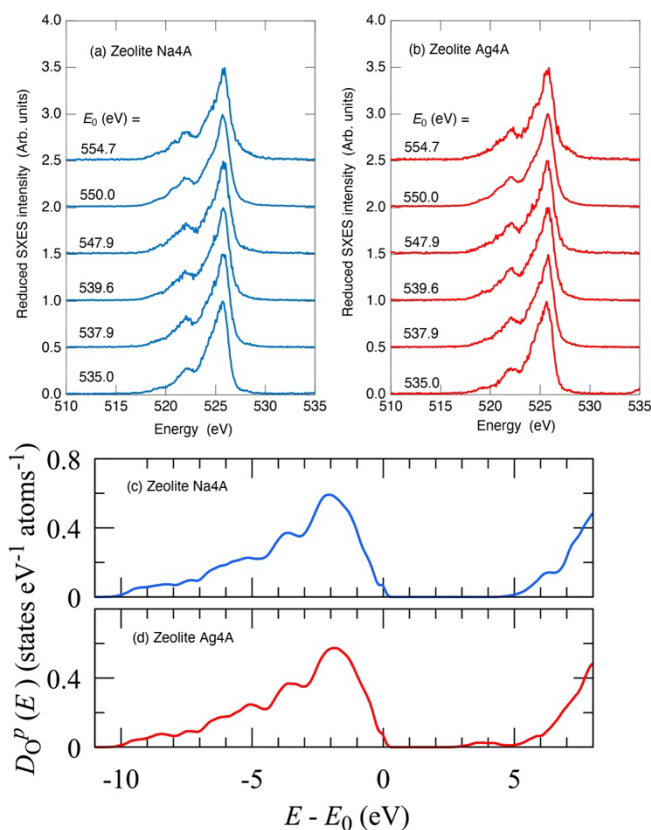 (a) Zeolite Na4A
E0 (eV) =
554.7
550.0
547.9
539.6
537.9
535.0
4.0
3.5
3.0
2.5
2.0
1.5
1.0
0.5
0.0
510 515 520 525 530 535
Energy (eV)
Reduced SXES intensity (Arb. units)
(b) Zeolite Ag4A
E0 (eV) =
554.7
550.0
547.9
539.6
537.9
535.0
4.0
3.5
3.0
2.5
2.0
1.5
1.0
0.5
0.0
510 515 520 525 530 535
Energy (eV)
Reduced SXES intensity (Arb. units)
(c) Zeolite Na4A
0.8
0.4
0
(d) Zeolite Ag4A
0.4
0
DOᵖ (E) (states eV⁻¹ atoms⁻¹)
-10 -5 0 5
E - E0 (eV)